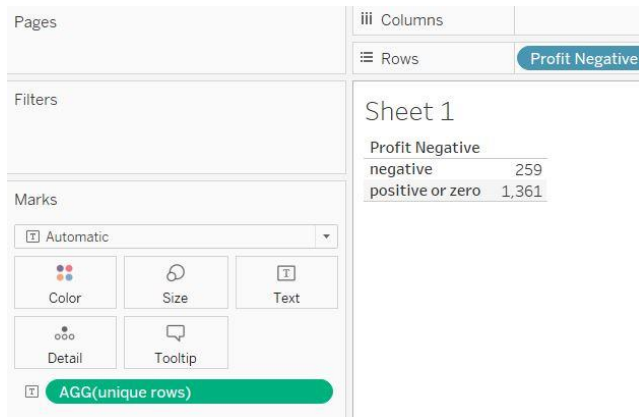 Pages
iii Columns
Rows Profit Negative
Filters
Sheet 1
Profit Negative
negative 259
positive or zero 1,361
Marks
T Automatic
Color Size T Text
Detail Tooltip
T AGG(unique rows)